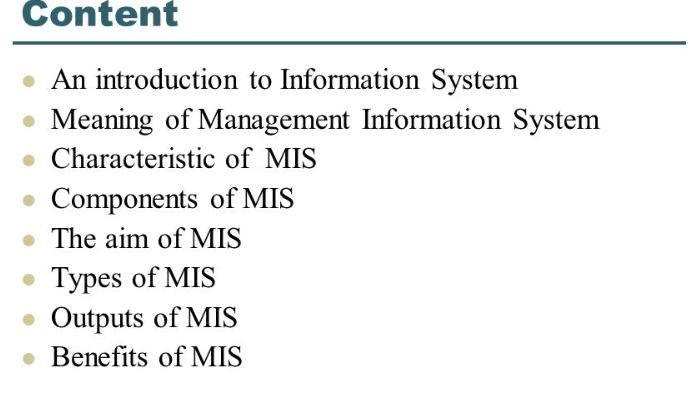 Content
An introduction to Information System
Meaning of Management Information System
Characteristic of MIS
Components of MIS
The aim of MIS
Types of MIS
Outputs of MIS
Benefits of MIS